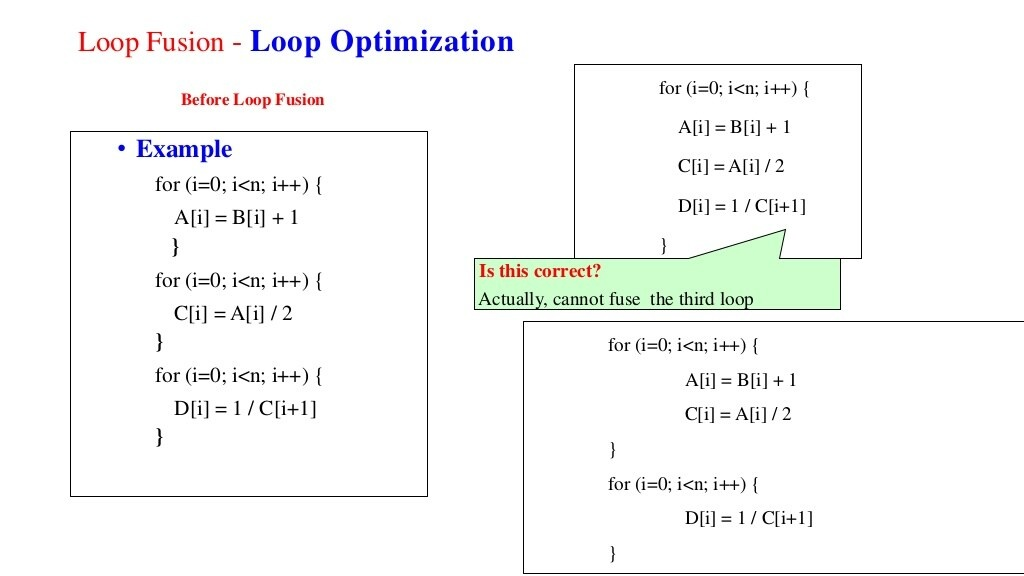 Loop Fusion - Loop Optimization
Before Loop Fusion
• Example
for (i=0; i<n; i++) {
A[i] = B[i] + 1
}
for (i=0; i<n; i++) {
C[i] = A[i] / 2
}
for (i=0; i<n; i++) {
D[i] = 1 / C[i+1]
}
for (i=0; i<n; i++) {
A[i] = B[i] + 1
C[i] = A[i] / 2
D[i] = 1 / C[i+1]
}
Is this correct?
Actually, cannot fuse the third loop
for (i=0; i<n; i++) {
A[i] = B[i] + 1
C[i] = A[i] / 2
}
for (i=0; i<n; i++) {
D[i] = 1 / C[i+1]
}